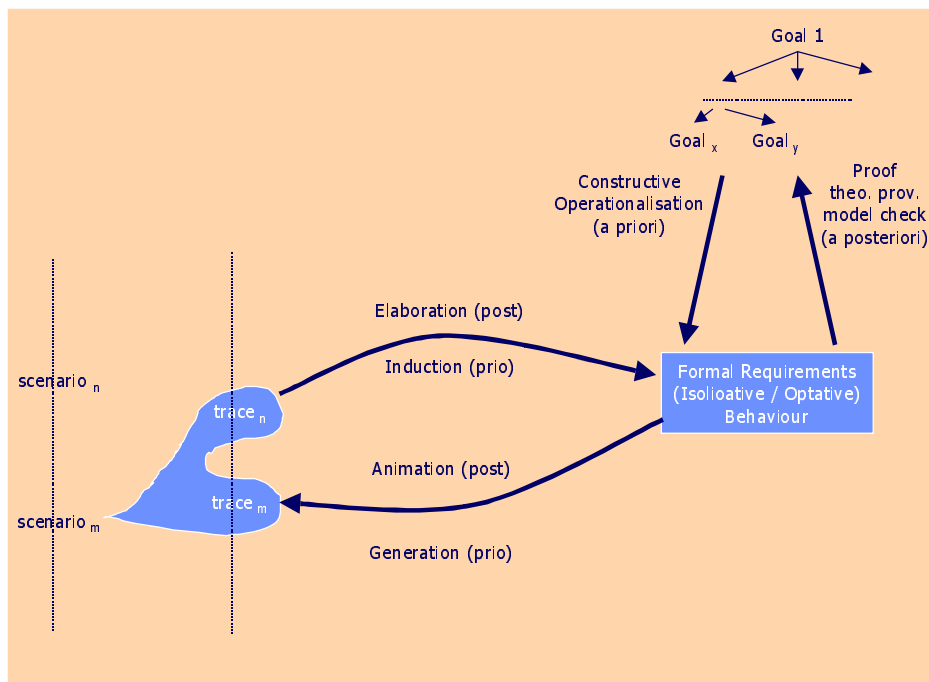 Goal 1
Goal x
Goal y
Constructive
Operationalisation
(a priori)
Proof
theo. prov.
model check
(a posteriori)
Elaboration (post)
Induction (prio)
scenario n
trace n
Formal Requirements
(Isolioative / Optative)
Behaviour
Animation (post)
trace m
scenario m
Generation (prio)